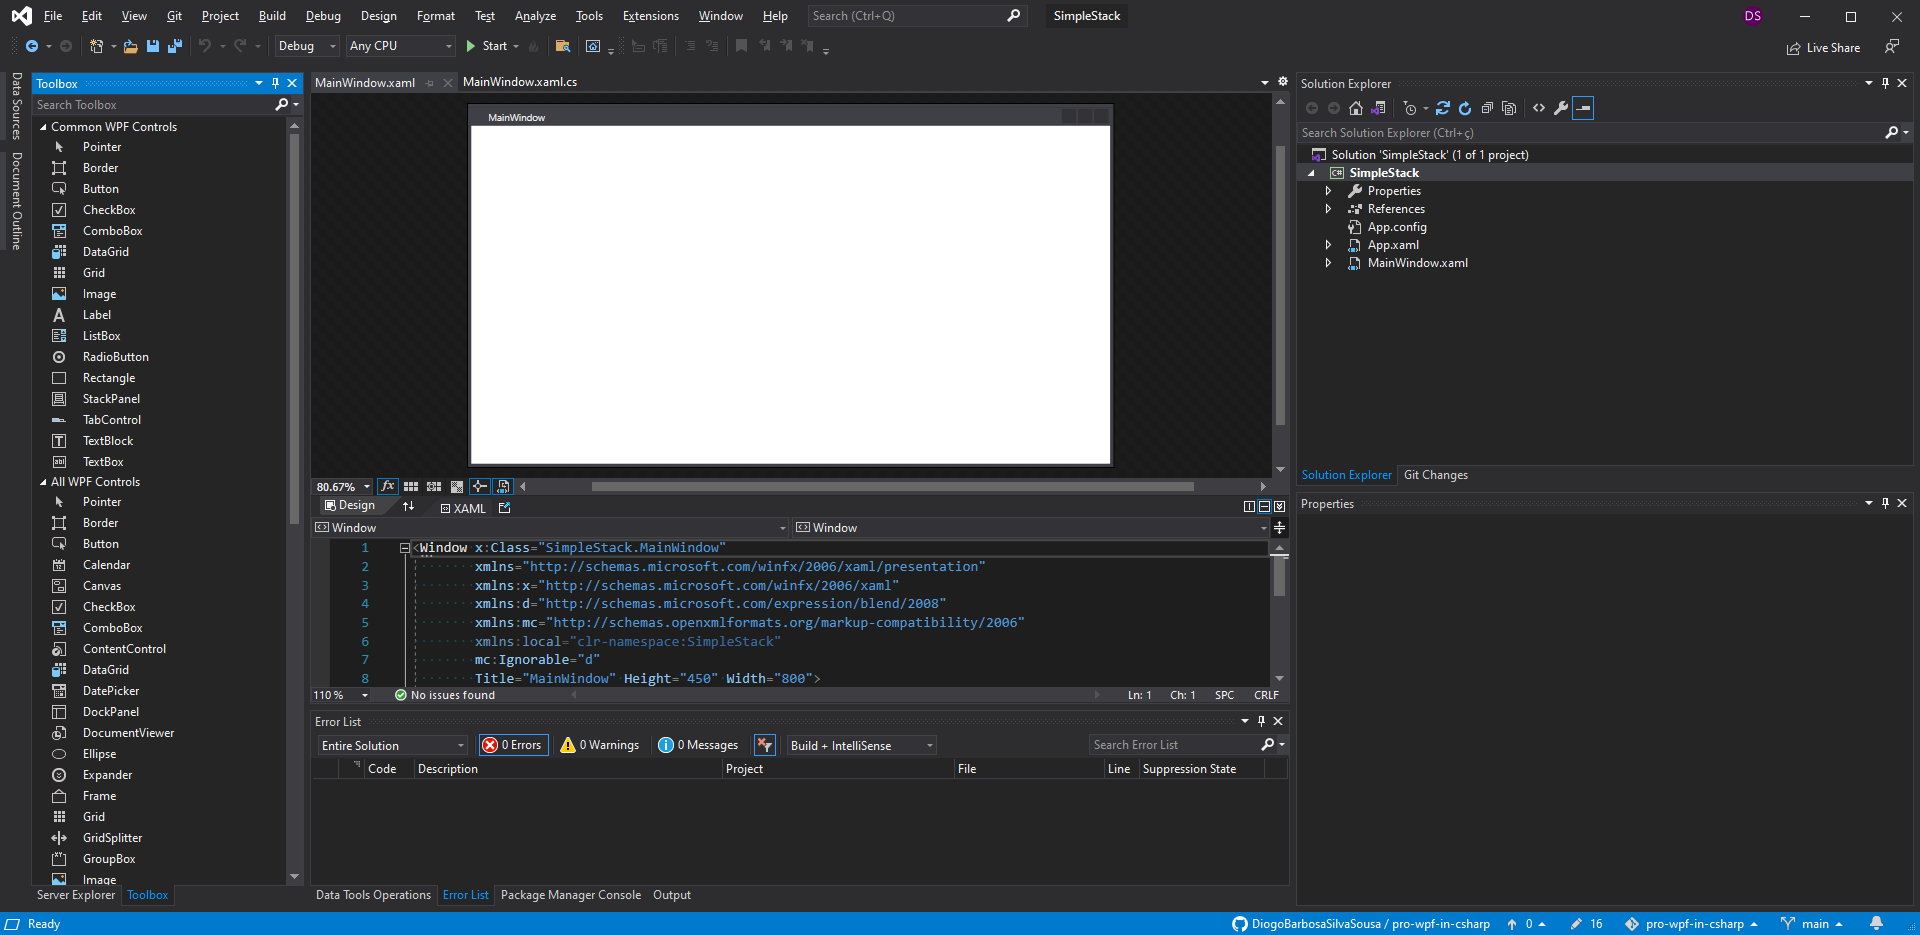 File Edit View Git Project Build Debug Design Format Test Analyze Tools Extensions Window Help Search (Ctrl+Q) SimpleStack DS
Debug Any CPU Start Live Share
Data Sources
Document Outline
Toolbox
Search Toolbox
Common WPF Controls
Pointer
Border
Button
CheckBox
ComboBox
DataGrid
Grid
Image
Label
ListBox
RadioButton
Rectangle
StackPanel
TabControl
TextBlock
TextBox
All WPF Controls
Pointer
Border
Button
Calendar
Canvas
CheckBox
ComboBox
ContentControl
DataGrid
DatePicker
DockPanel
DocumentViewer
Ellipse
Expander
Frame
Grid
GridSplitter
GroupBox
Image
Server Explorer Toolbox
MainWindow.xaml MainWindow.xaml.cs
MainWindow
80.67%
Design XAML
Window Window
1 <Window x:Class="SimpleStack.MainWindow"
2 xmlns="http://schemas.microsoft.com/winfx/2006/xaml/presentation"
3 xmlns:x="http://schemas.microsoft.com/winfx/2006/xaml"
4 xmlns:d="http://schemas.microsoft.com/expression/blend/2008"
5 xmlns:mc="http://schemas.openxmlformats.org/markup-compatibility/2006"
6 xmlns:local="clr-namespace:SimpleStack"
7 mc:Ignorable="d"
8 Title="MainWindow" Height="450" Width="800">
110 % No issues found Ln: 1 Ch: 1 SPC CRLF
Error List
Entire Solution 0 Errors 0 Warnings 0 Messages Build + IntelliSense Search Error List
Code Description Project File Line Suppression State
Data Tools Operations Error List Package Manager Console Output
Solution Explorer
Search Solution Explorer (Ctrl+ç)
Solution 'SimpleStack' (1 of 1 project)
C# SimpleStack
Properties
References
App.config
App.xaml
MainWindow.xaml
Solution Explorer Git Changes
Properties
Ready DiogoBarbosaSilvaSousa / pro-wpf-in-csharp 0 16 pro-wpf-in-csharp main